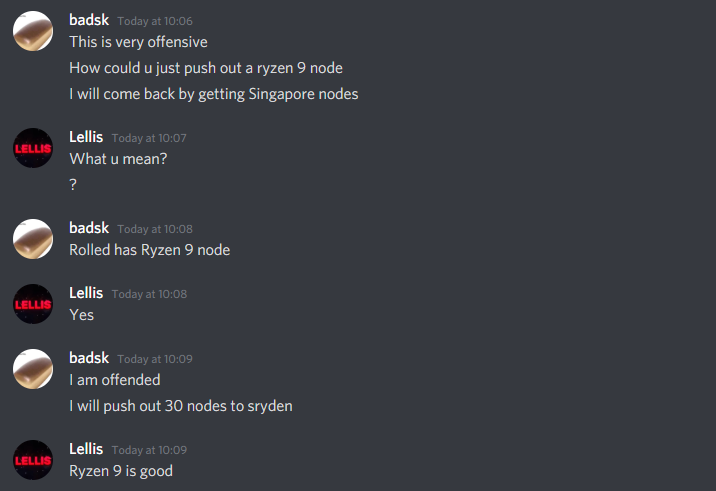 badsk Today at 10:06
This is very offensive
How could u just push out a ryzen 9 node
I will come back by getting Singapore nodes
LELLIS
Lellis Today at 10:07
What u mean?
?
badsk Today at 10:08
Rolled has Ryzen 9 node
LELLIS
Lellis Today at 10:08
Yes
badsk Today at 10:09
I am offended
I will push out 30 nodes to sryden
LELLIS
Lellis Today at 10:09
Ryzen 9 is good